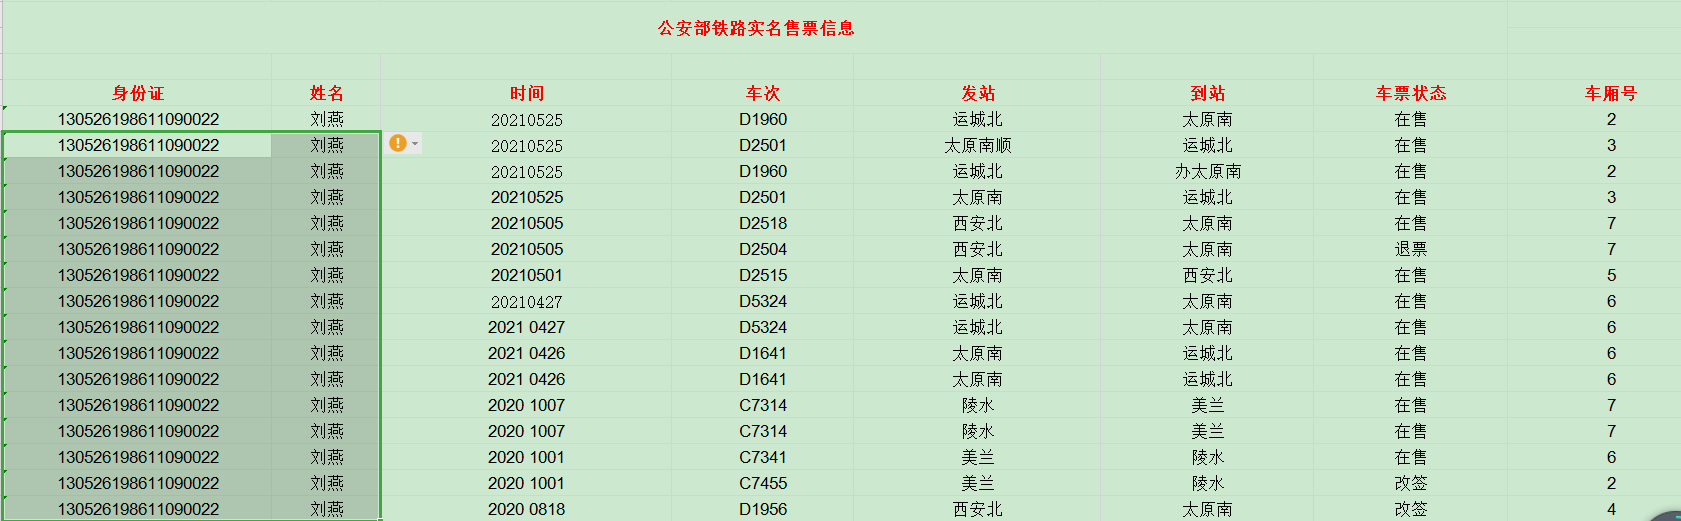 公安部铁路实名售票信息
身份证 姓名 时间 车次 发站 到站 车票状态 车厢号
130526198611090022 刘燕 20210525 D1960 运城北 太原南 在售 2
130526198611090022 刘燕 20210525 D2501 太原南顺 运城北 在售 3
130526198611090022 刘燕 20210525 D1960 运城北 办太原南 在售 2
130526198611090022 刘燕 20210525 D2501 太原南 运城北 在售 3
130526198611090022 刘燕 20210505 D2518 西安北 太原南 在售 7
130526198611090022 刘燕 20210505 D2504 西安北 太原南 退票 7
130526198611090022 刘燕 20210501 D2515 太原南 西安北 在售 5
130526198611090022 刘燕 20210427 D5324 运城北 太原南 在售 6
130526198611090022 刘燕 2021 0427 D5324 运城北 太原南 在售 6
130526198611090022 刘燕 2021 0426 D1641 太原南 运城北 在售 6
130526198611090022 刘燕 2021 0426 D1641 太原南 运城北 在售 6
130526198611090022 刘燕 2020 1007 C7314 陵水 美兰 在售 7
130526198611090022 刘燕 2020 1007 C7314 陵水 美兰 在售 7
130526198611090022 刘燕 2020 1001 C7341 美兰 陵水 在售 6
130526198611090022 刘燕 2020 1001 C7455 美兰 陵水 改签 2
130526198611090022 刘燕 2020 0818 D1956 西安北 太原南 改签 4